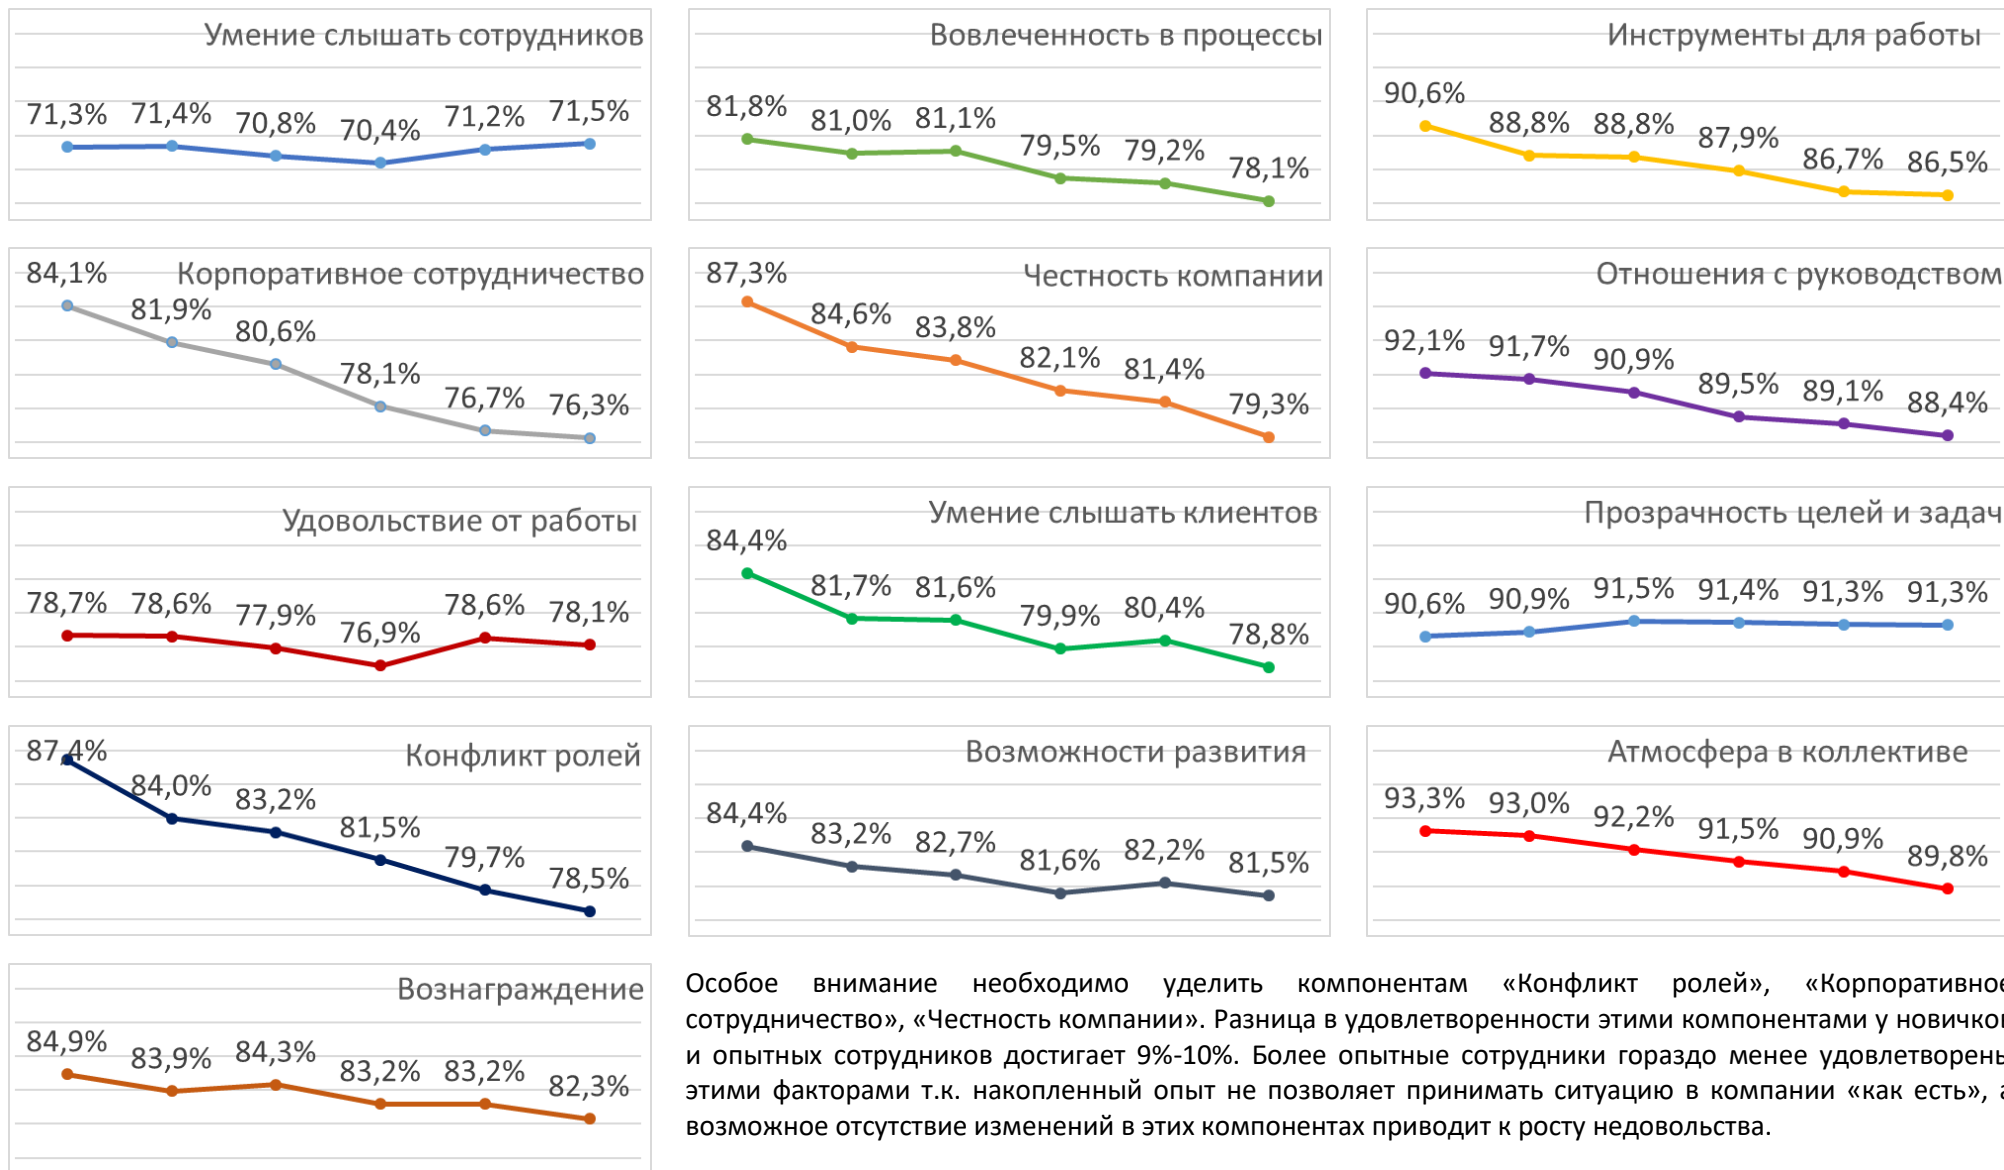 Умение слышать сотрудников
71,3% 71,4% 70,8% 70,4% 71,2% 71,5%
Вовлеченность в процессы
81,8% 81,0% 81,1% 79,5% 79,2% 78,1%
Инструменты для работы
90,6% 88,8% 88,8% 87,9% 86,7% 86,5%
Корпоративное сотрудничество
84,1% 81,9% 80,6% 78,1% 76,7% 76,3%
Честность компании
87,3% 84,6% 83,8% 82,1% 81,4% 79,3%
Отношения с руководством
92,1% 91,7% 90,9% 89,5% 89,1% 88,4%
Удовольствие от работы
78,7% 78,6% 77,9% 76,9% 78,6% 78,1%
Умение слышать клиентов
84,4% 81,7% 81,6% 79,9% 80,4% 78,8%
Прозрачность целей и задач
90,6% 90,9% 91,5% 91,4% 91,3% 91,3%
Конфликт ролей
87,4% 84,0% 83,2% 81,5% 79,7% 78,5%
Возможности развития
84,4% 83,2% 82,7% 81,6% 82,2% 81,5%
Атмосфера в коллективе
93,3% 93,0% 92,2% 91,5% 90,9% 89,8%
Вознаграждение
84,9% 83,9% 84,3% 83,2% 83,2% 82,3%
Особое внимание необходимо уделить компонентам «Конфликт ролей», «Корпоративное
сотрудничество», «Честность компании». Разница в удовлетворенности этими компонентами у новичков
и опытных сотрудников достигает 9%-10%. Более опытные сотрудники гораздо менее удовлетворены
этими факторами т.к. накопленный опыт не позволяет принимать ситуацию в компании «как есть», а
возможное отсутствие изменений в этих компонентах приводит к росту недовольства.